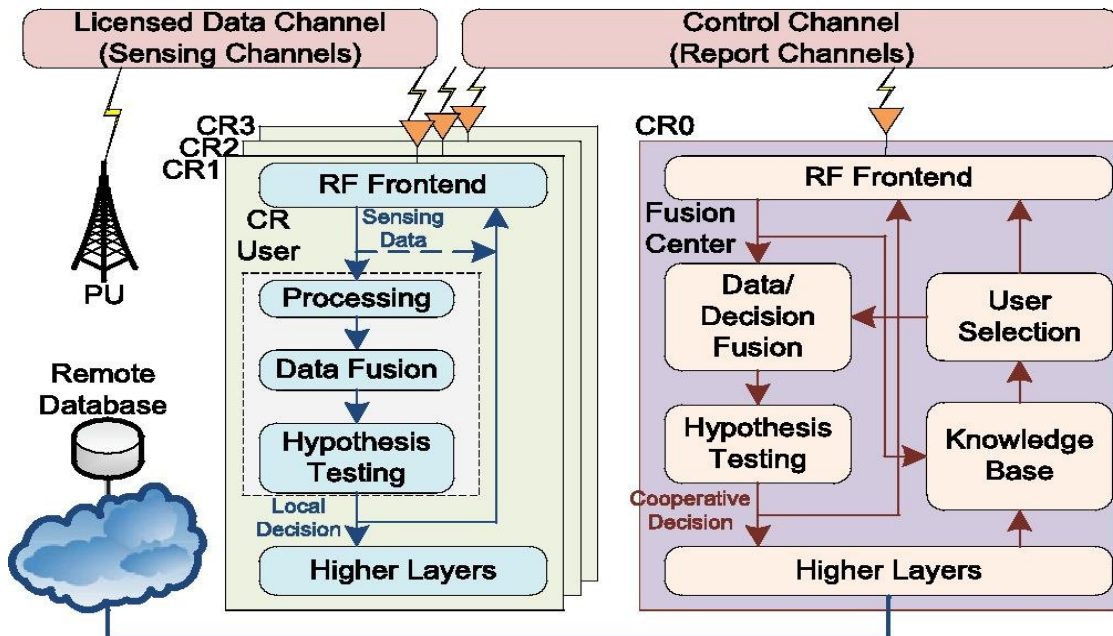 Licensed Data Channel
(Sensing Channels)
Control Channel
(Report Channels)
CR3
CR2
CR1
CR0
PU
Remote
Database
RF Frontend
CR
User
Sensing
Data
Processing
Data Fusion
Hypothesis
Testing
Local
Decision
Higher Layers
RF Frontend
Fusion
Center
Data/
Decision
Fusion
User
Selection
Hypothesis
Testing
Knowledge
Base
Cooperative
Decision
Higher Layers